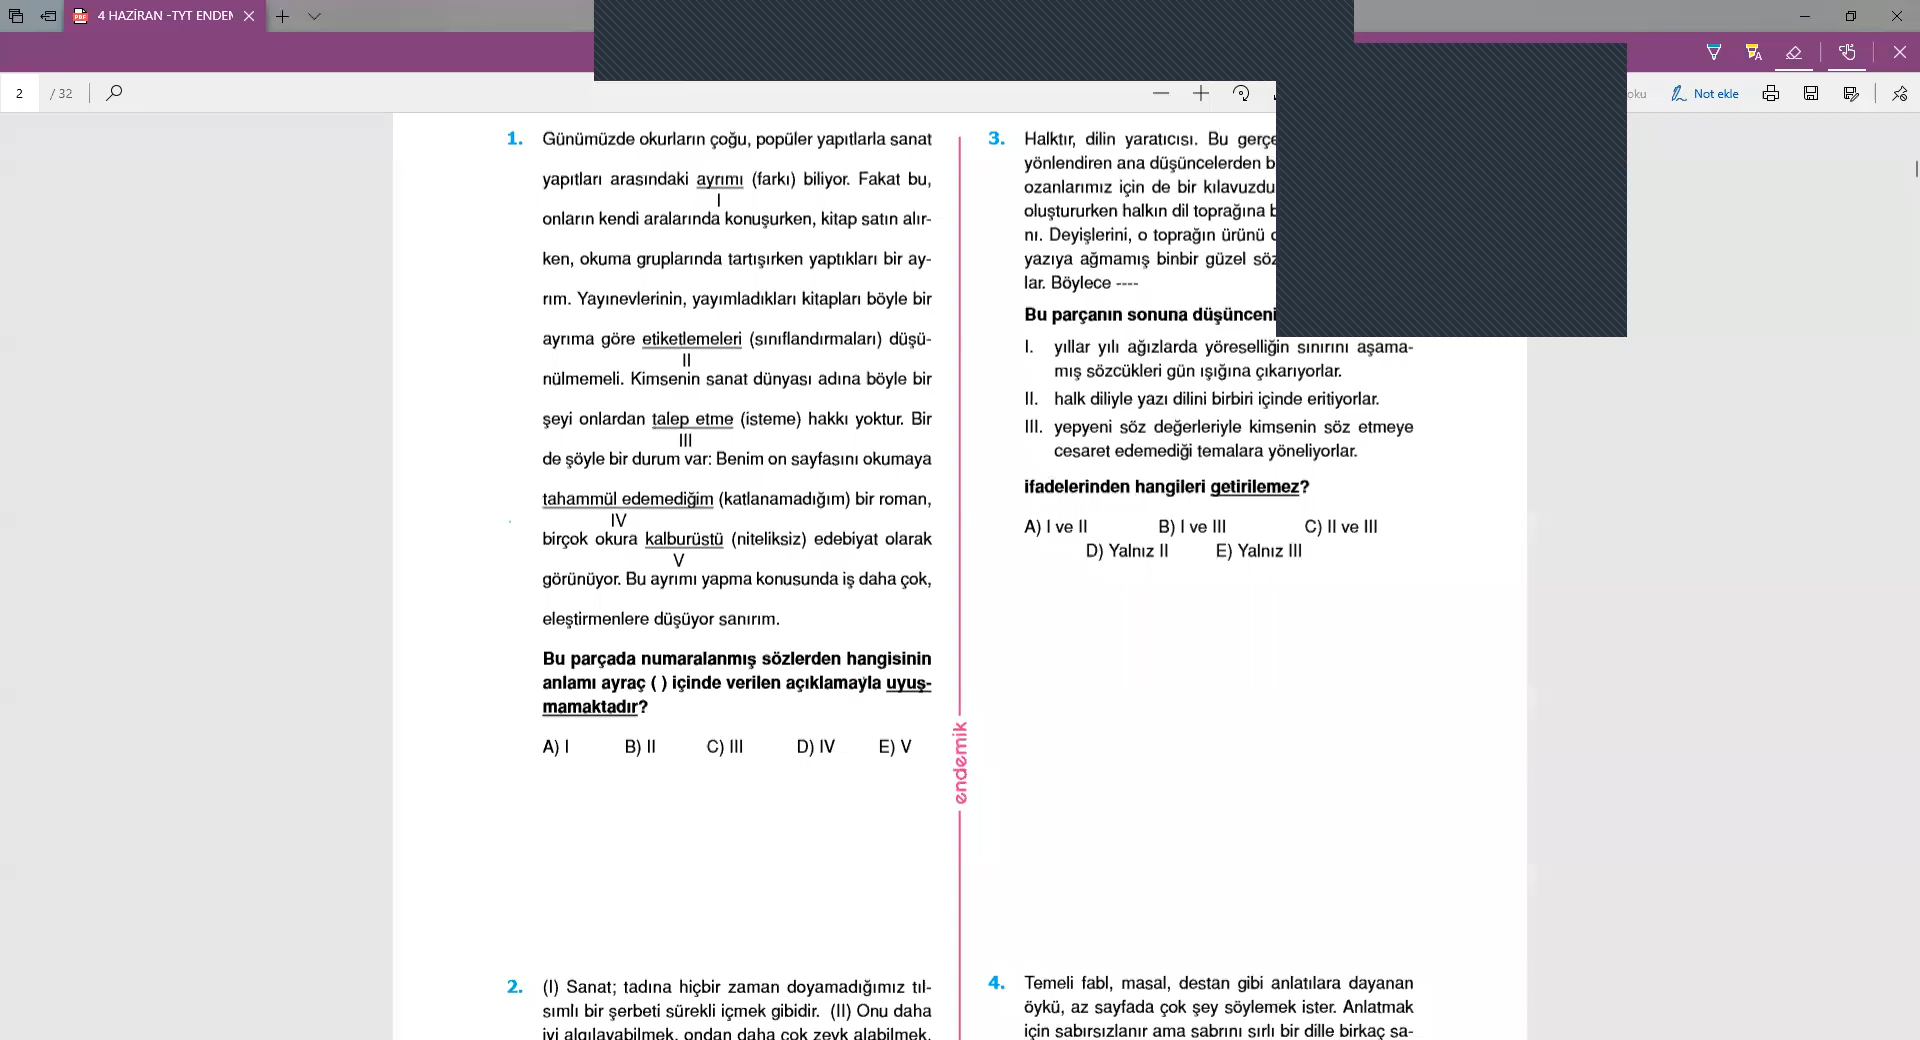 4 HAZİRAN -TYT ENDEM
2 / 32
oku
Not ekle
1. Günümüzde okurların çoğu, popüler yapıtlarla sanat
yapıtları arasındaki ayrımı (farkı) biliyor. Fakat bu,
I
onların kendi aralarında konuşurken, kitap satın alır-
ken, okuma gruplarında tartışırken yaptıkları bir ay-
rım. Yayınevlerinin, yayımladıkları kitapları böyle bir
ayrıma göre etiketlemeleri (sınıflandırmaları) düşü-
II
nülmemeli. Kimsenin sanat dünyası adına böyle bir
şeyi onlardan talep etme (isteme) hakkı yoktur. Bir
III
de şöyle bir durum var: Benim on sayfasını okumaya
tahammül edemediğim (katlanamadığım) bir roman,
IV
birçok okura kalburüstü (niteliksiz) edebiyat olarak
V
görünüyor. Bu ayrımı yapma konusunda iş daha çok,
eleştirmenlere düşüyor sanırım.
Bu parçada numaralanmış sözlerden hangisinin
anlamı ayraç ( ) içinde verilen açıklamayla uyuş-
mamaktadır?
A) I B) II C) III D) IV E) V
2. (I) Sanat; tadına hiçbir zaman doyamadığımız tıl-
sımlı bir şerbeti sürekli içmek gibidir. (II) Onu daha
iyi algılayabilmek, ondan daha çok zevk alabilmek,
endemik
3. Halktır, dilin yaratıcısı. Bu
yönlendiren ana düşüncelerden
ozanlarımız için de bir
oluştururken halkın dil toprağına
nı. Deyişlerini, o toprağın ürünü
yazıya ağmamış binbir güzel
lar. Böylece ----
Bu parçanın sonuna
I. yıllar yılı ağızlarda yöreselliğin sınırını aşama-
mış sözcükleri gün ışığına çıkarıyorlar.
II. halk diliyle yazı dilini birbiri içinde eritiyorlar.
III. yepyeni söz değerleriyle kimsenin söz etmeye
cesaret edemediği temalara yöneliyorlar.
ifadelerinden hangileri getirilemez?
A) I ve II B) I ve III C) II ve III
D) Yalnız II E) Yalnız III
4. Temeli fabl, masal, destan gibi anlatılara dayanan
öykü, az sayfada çok şey söylemek ister. Anlatmak
için sabırsızlanır ama sabrını sırlı bir dille birkaç sa-